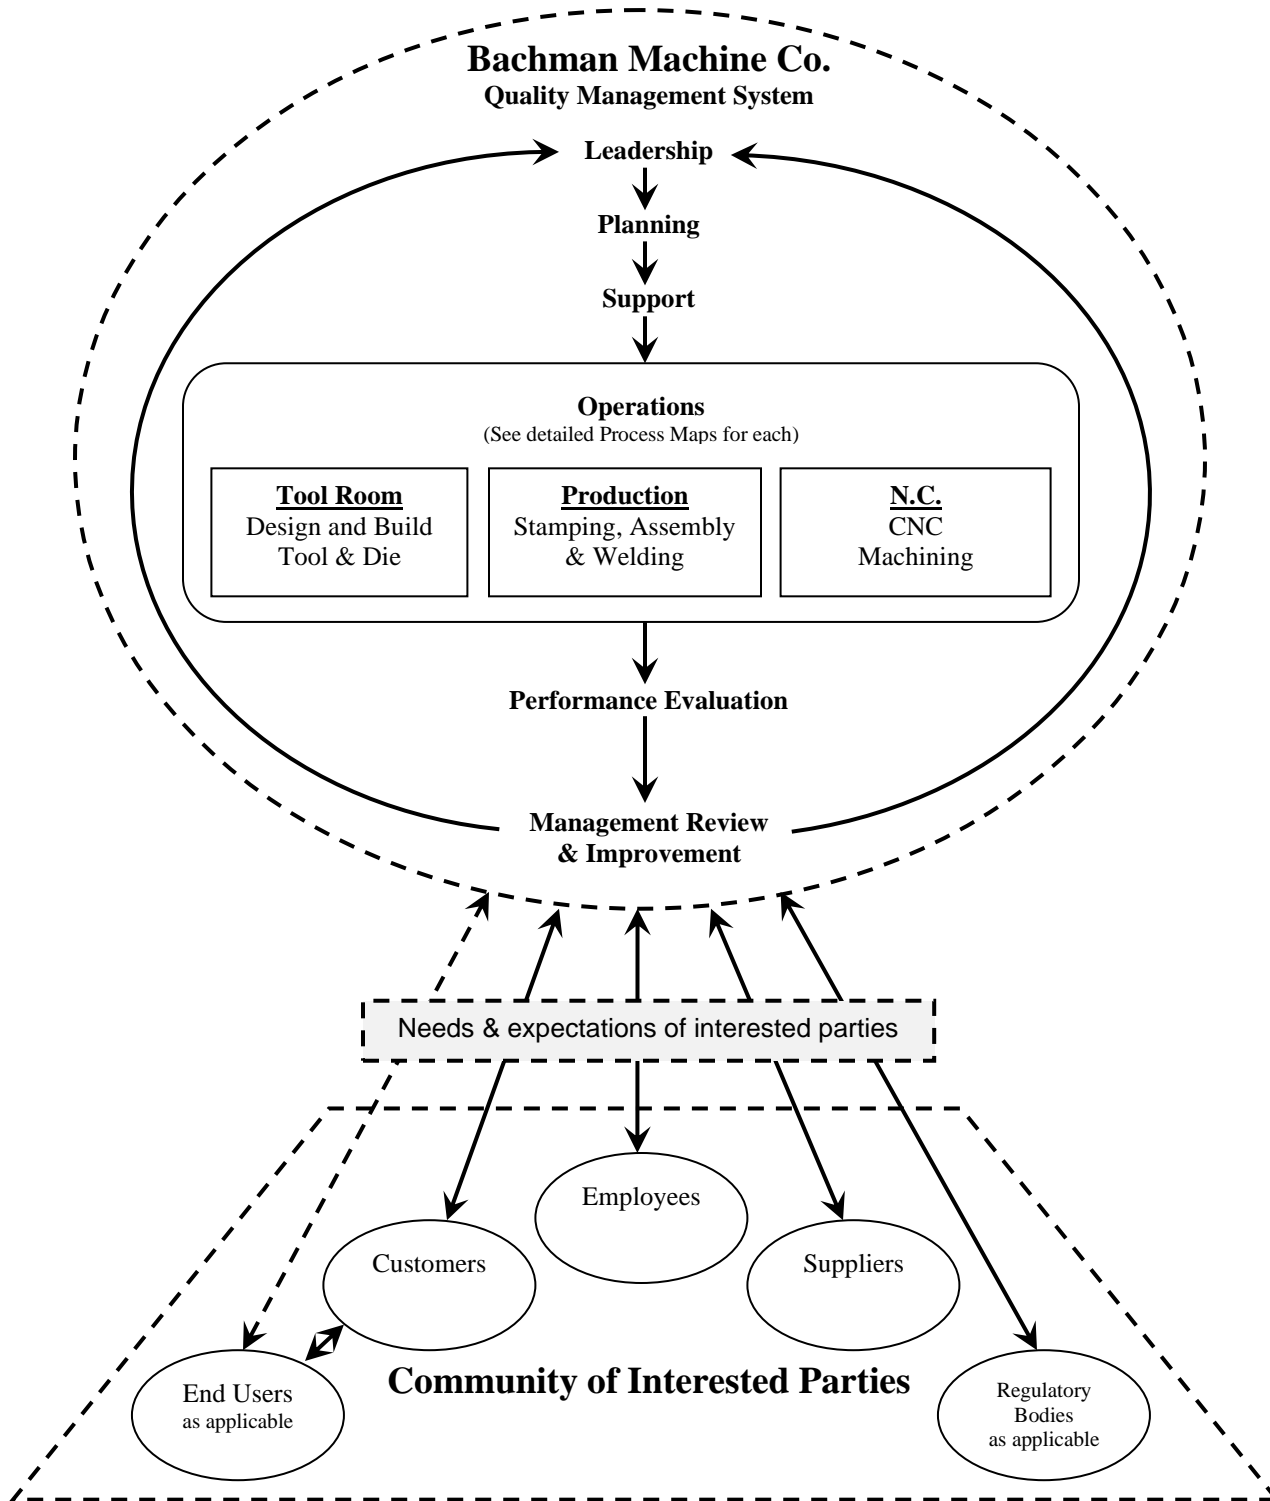 Bachman Machine Co.
Quality Management System
Leadership
Planning
Support
Operations
(See detailed Process Maps for each)
Tool Room
Design and Build
Tool & Die
Production
Stamping, Assembly
& Welding
N.C.
CNC
Machining
Performance Evaluation
Management Review
& Improvement
Needs & expectations of interested parties
Employees
Customers
Suppliers
Community of Interested Parties
End Users
as applicable
Regulatory
Bodies
as applicable